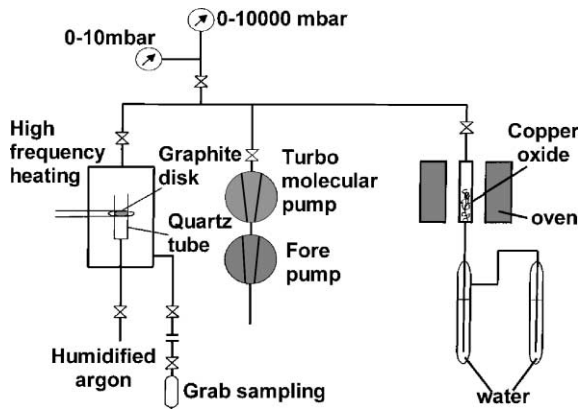 0-10000 mbar
0-10mbar
High
frequency
heating
Graphite
disk
Quartz
tube
Turbo
molecular
pump
Fore
pump
Copper
oxide
oven
Humidified
argon
Grab sampling
water